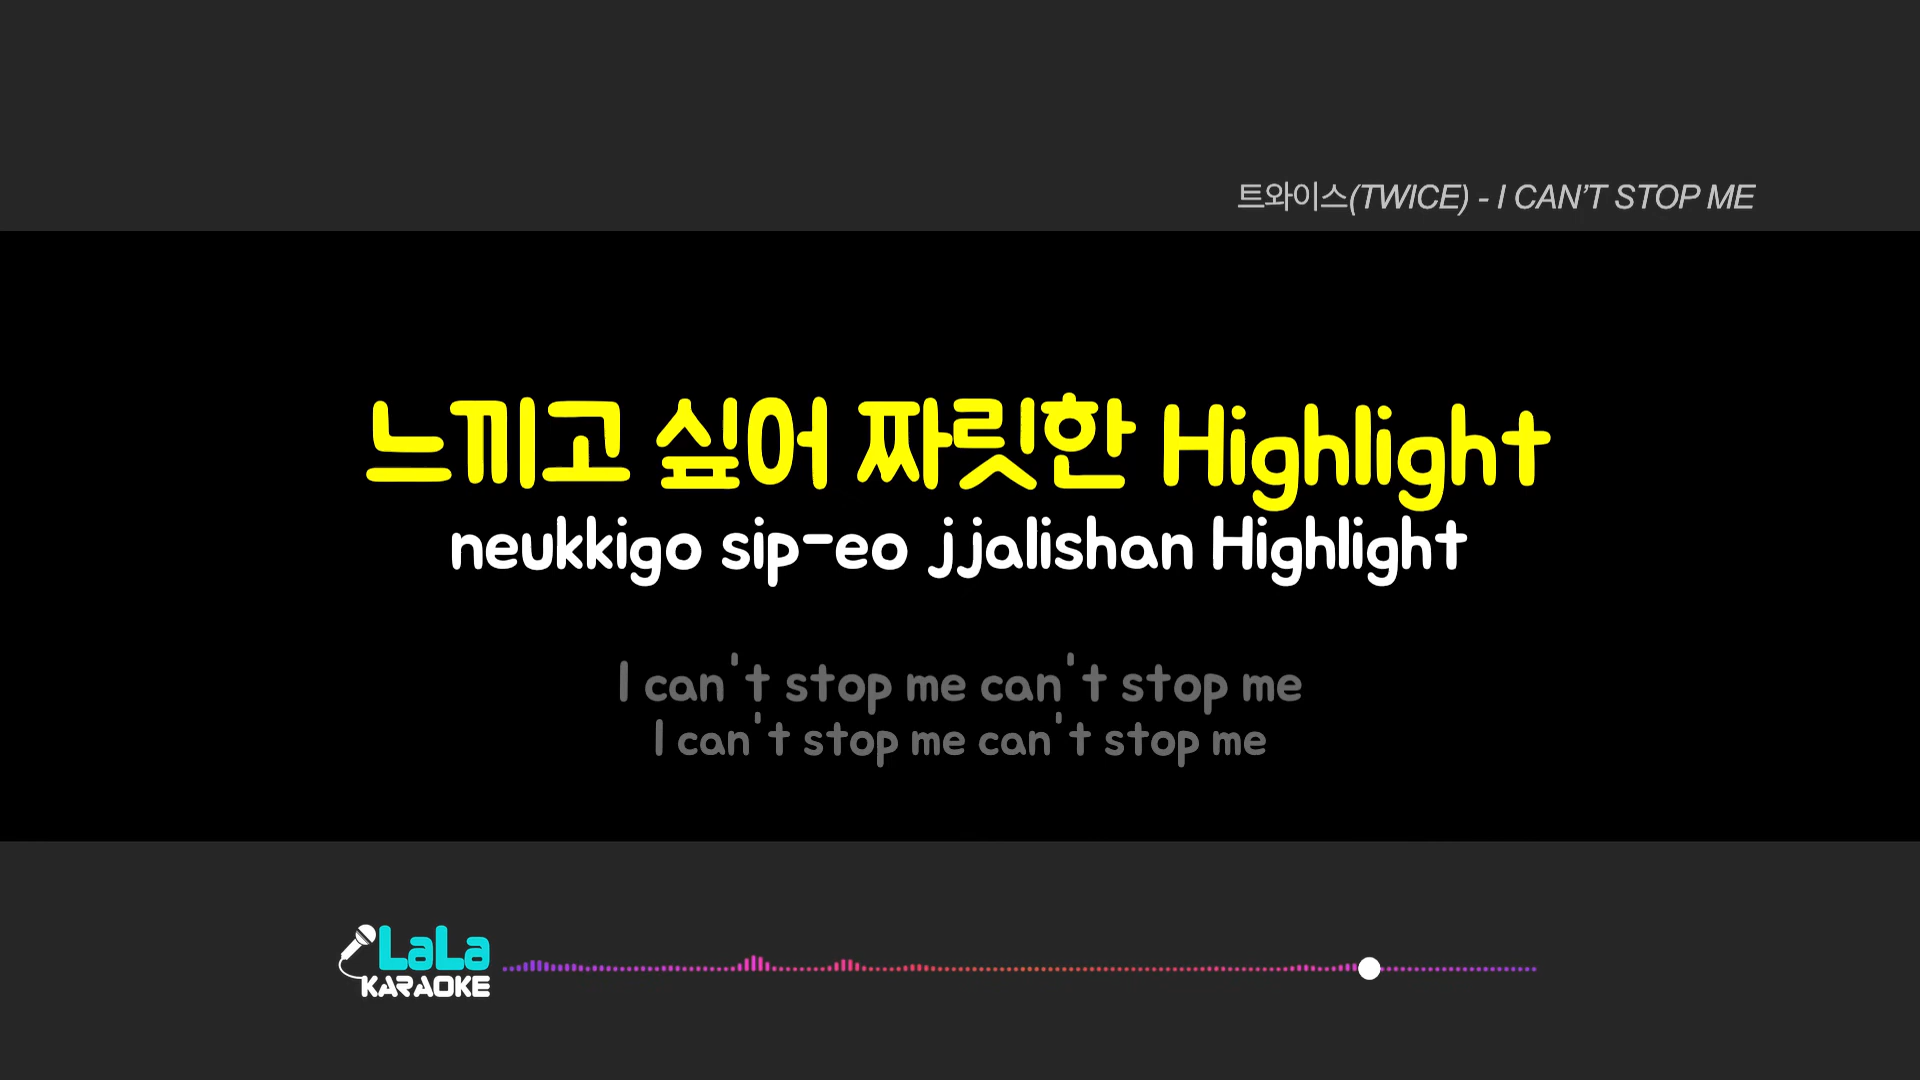 트와이스(TWICE) - I CAN'T STOP ME
느끼고 싶어 짜릿한 Highlight
neukkigo sip-eo jjalishan Highlight
I can't stop me can't stop me
I can't stop me can't stop me
LaLa
KARAOKE